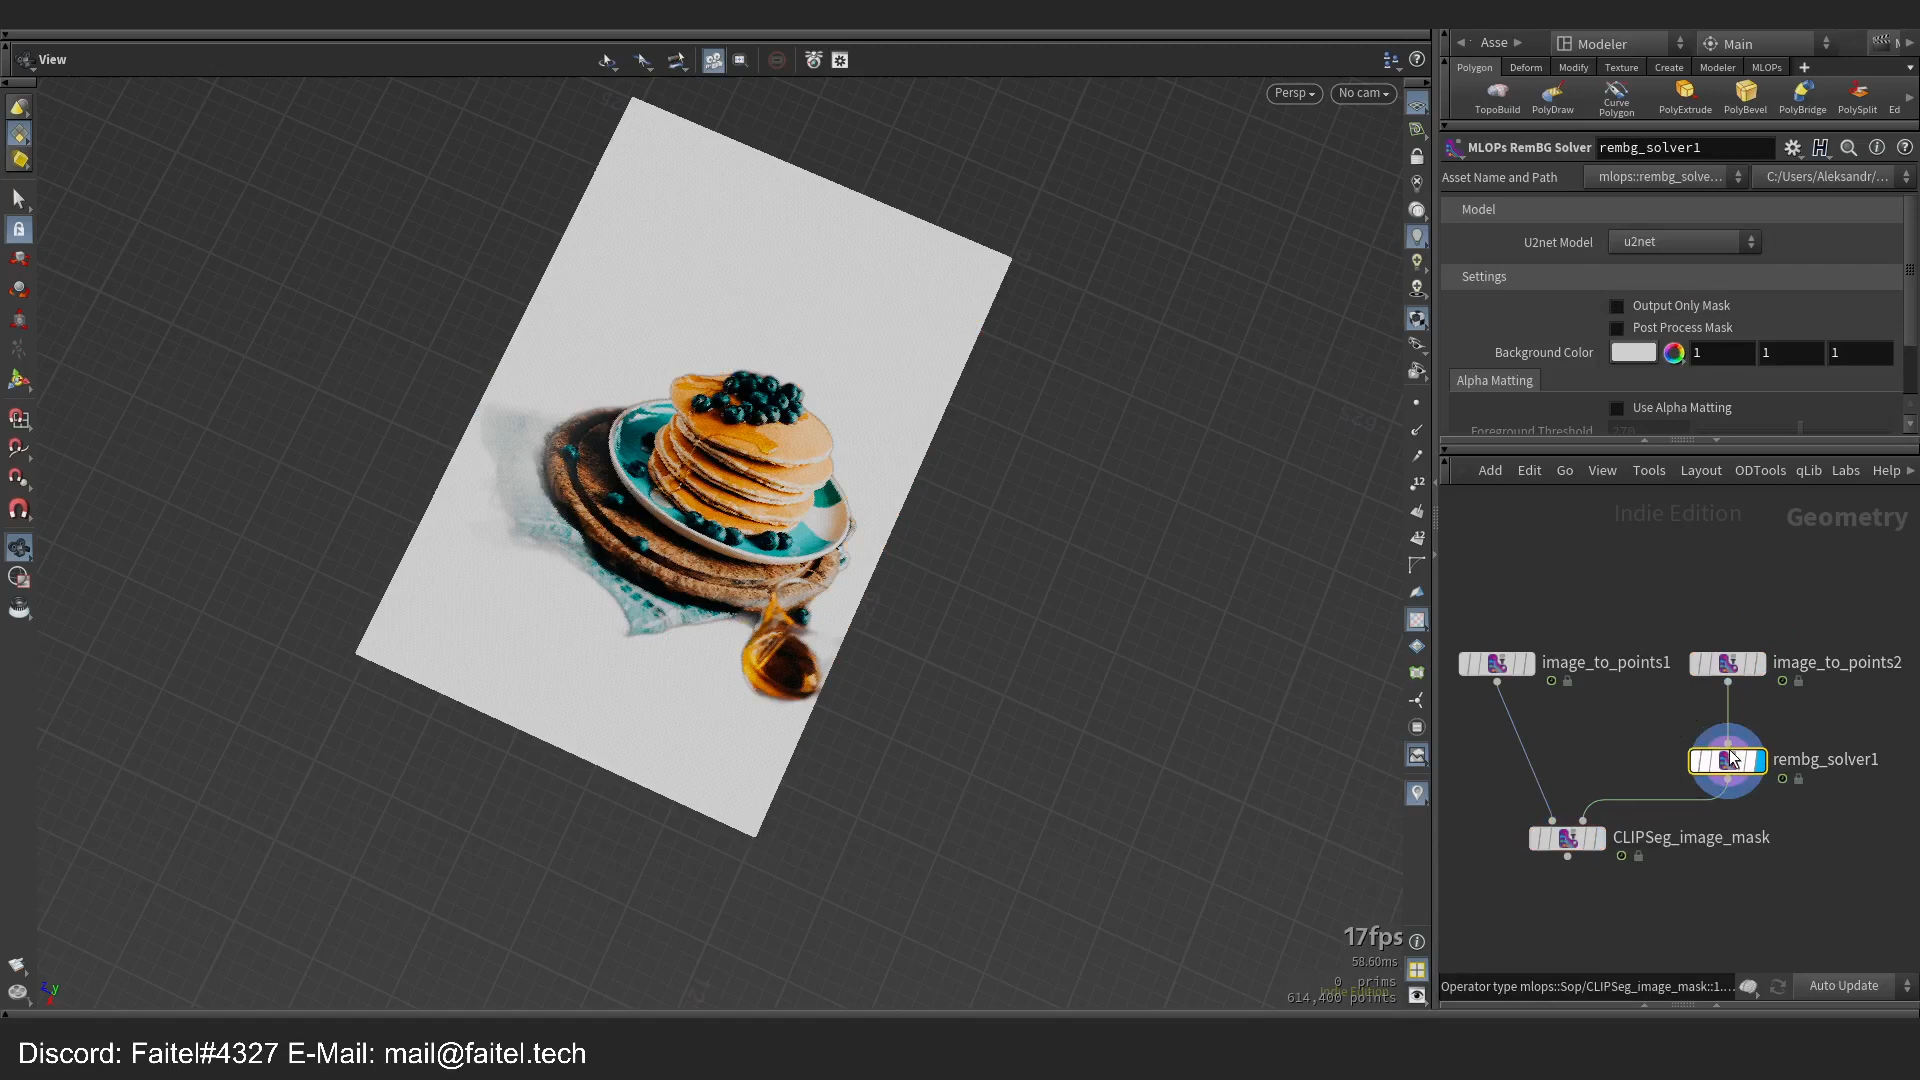 View
Asse
Modeler
Main
Polygon
Deform
Modify
Texture
Create
Modeler
MLOPs
TopoBuild
PolyDraw
Curve
Polygon
PolyExtrude
PolyBevel
PolyBridge
PolySplit
Ed
Persp
No cam
MLOPs RemBG Solver
rembg_solver1
Asset Name and Path
mlops::rembg_solve...
C:/Users/Aleksandr/...
Model
U2net Model
u2net
Settings
Output Only Mask
Post Process Mask
Background Color
1
1
1
Alpha Matting
Use Alpha Matting
Foreground Threshold
270
Add
Edit
Go
View
Tools
Layout
ODTools
qLib
Labs
Help
Indie Edition
Geometry
12
12
image_to_points1
image_to_points2
rembg_solver1
CLIPSeg_image_mask
17fps
58.60ms
0 prims
Indie Edition
614,400 points
Operator type mlops::Sop/CLIPSeg_image_mask::1....
Auto Update
z y
x
Discord: Faitel#4327 E-Mail: mail@faitel.tech